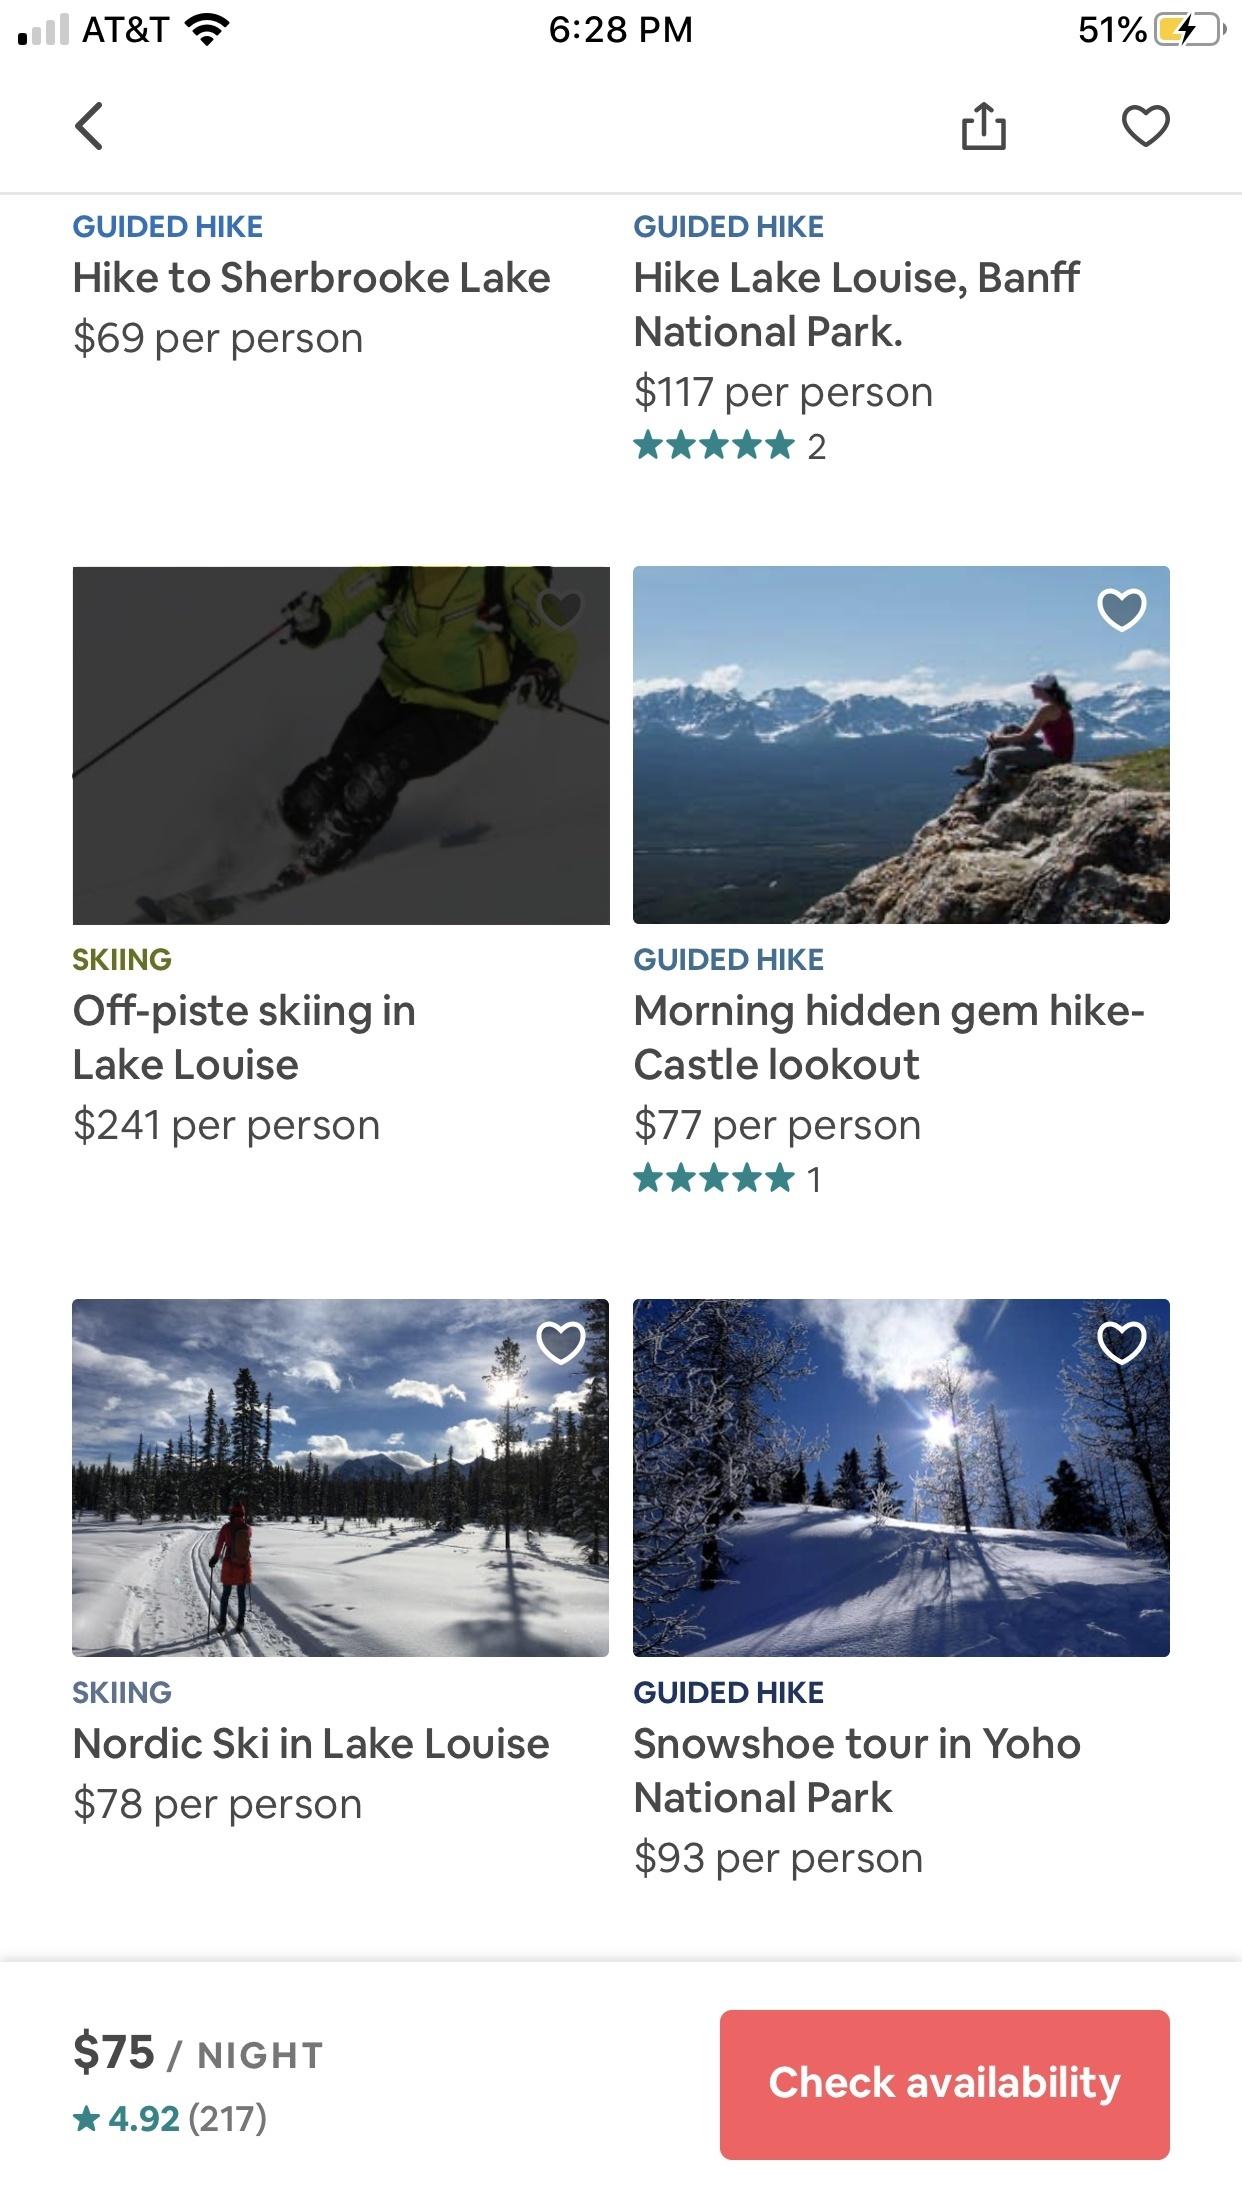 AT&T 6:28 PM 51%
GUIDED HIKE
Hike to Sherbrooke Lake
$69 per person
GUIDED HIKE
Hike Lake Louise, Banff
National Park.
$117 per person
2
SKIING
Off-piste skiing in
Lake Louise
$241 per person
GUIDED HIKE
Morning hidden gem hike-
Castle lookout
$77 per person
1
SKIING
Nordic Ski in Lake Louise
$78 per person
GUIDED HIKE
Snowshoe tour in Yoho
National Park
$93 per person
$75 / NIGHT
4.92 (217)
Check availability